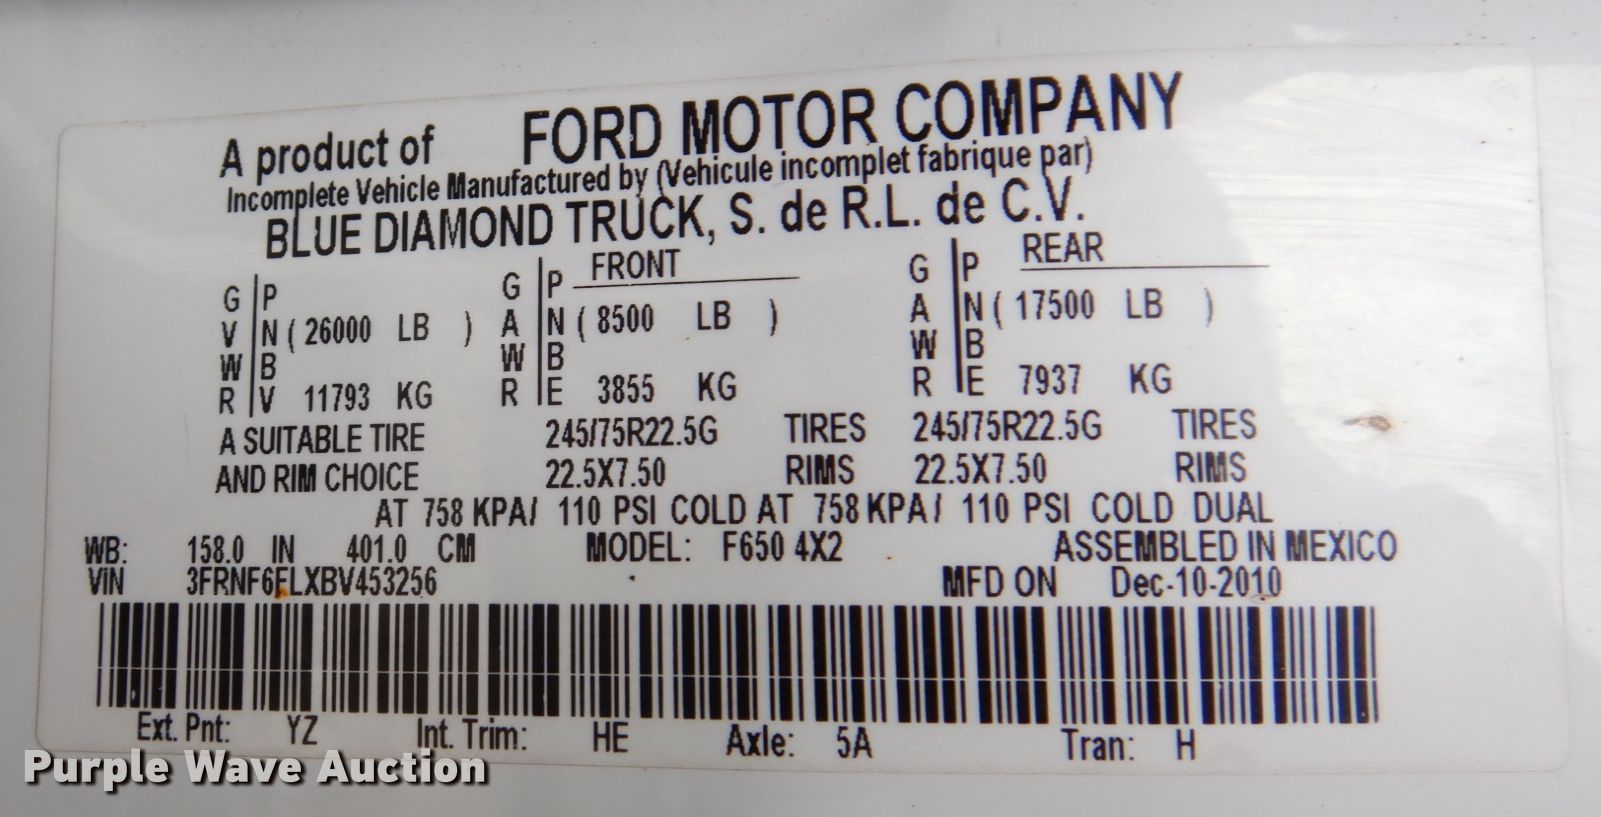 A product of FORD MOTOR COMPANY
Incomplete Vehicle Manufactured by (Vehicule incomplet fabrique par)
BLUE DIAMOND TRUCK, S. de R.L. de C.V.
FRONT REAR
G P G P G P
V N ( 26000 LB ) A N ( 8500 LB ) A N ( 17500 LB )
W B W B W B
R V 11793 KG R E 3855 KG R E 7937 KG
A SUITABLE TIRE 245/75R22.5G TIRES 245/75R22.5G TIRES
AND RIM CHOICE 22.5X7.50 RIMS 22.5X7.50 RIMS
AT 758 KPA/ 110 PSI COLD AT 758 KPA/ 110 PSI COLD DUAL
WB: 158.0 IN 401.0 CM MODEL: F650 4X2 ASSEMBLED IN MEXICO
VIN 3FRNF6FLXBV453256 MFD ON Dec-10-2010
Ext. Pnt: YZ Int. Trim: HE Axle: 5A Tran: H
Purple Wave Auction